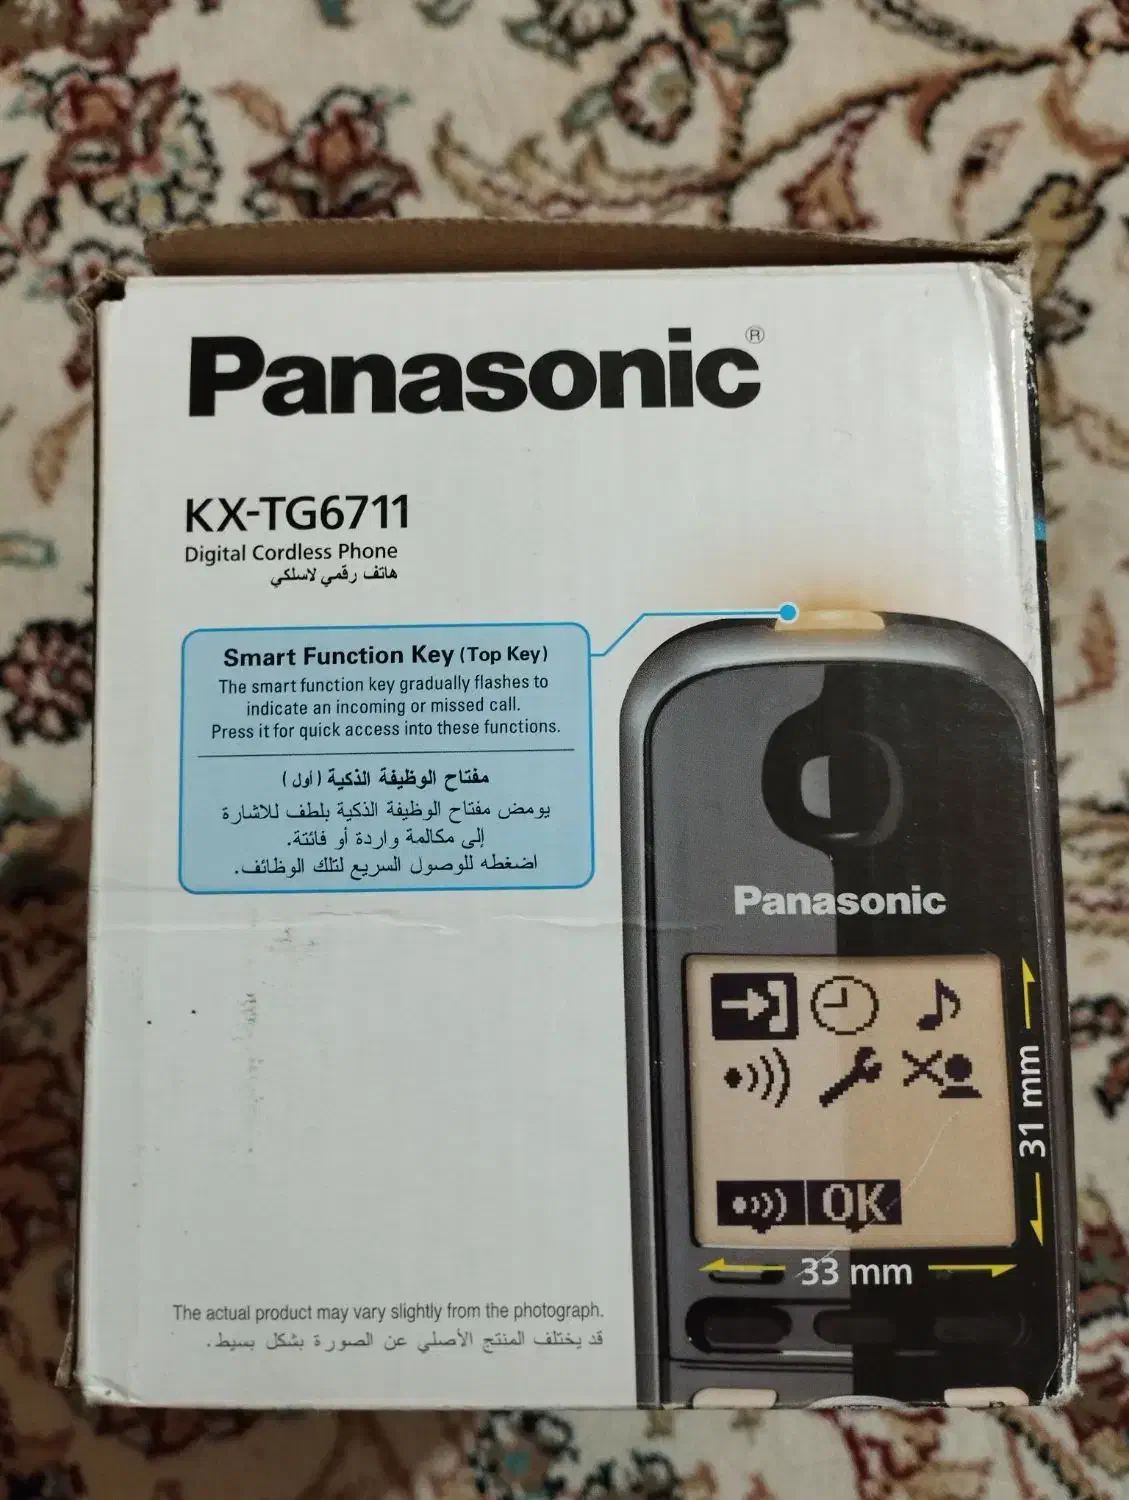 Panasonic®
KX-TG6711
Digital Cordless Phone
هاتف رقمي لاسلكي
Smart Function Key (Top Key)
The smart function key gradually flashes to
indicate an incoming or missed call.
Press it for quick access into these functions.
مفتاح الوظيفة الذكية (أول)
يومض مفتاح الوظيفة الذكية بلطف للاشارة
إلى مكالمة واردة أو فائتة.
اضغطه للوصول السريع لتلك الوظائف.
Panasonic
OK
31 mm
33 mm
The actual product may vary slightly from the photograph.
قد يختلف المنتج الأصلي عن الصورة بشكل بسيط.